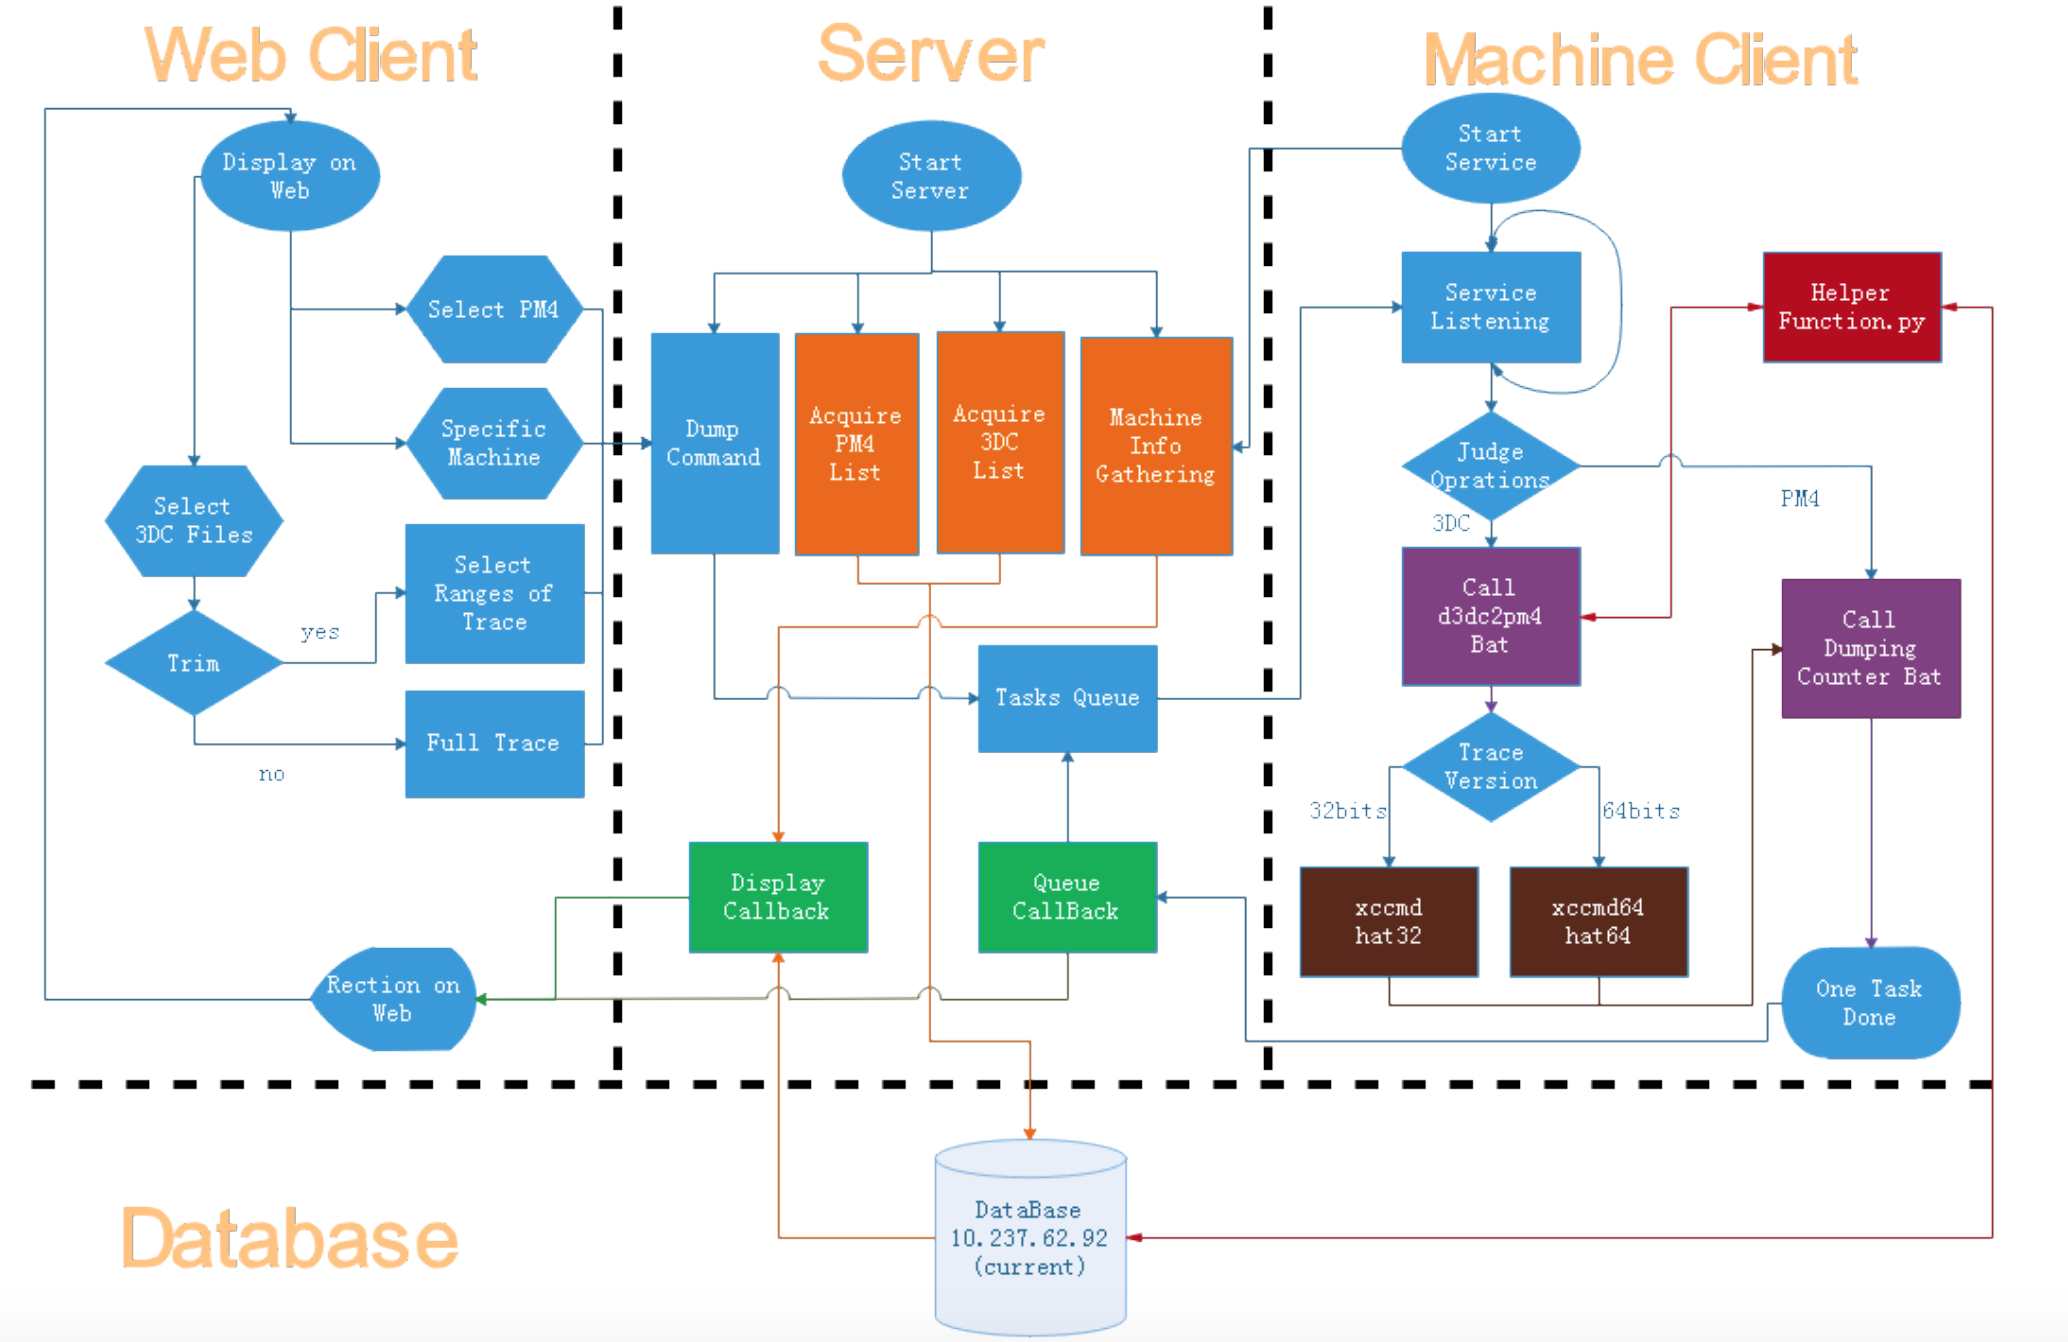 Web Client
Server
Machine Client
Display on
Web
Select PM4
Specific
Machine
Select
3DC Files
Select
Ranges of
Trace
Trim
yes
no
Full Trace
Rection on
Web
Start
Server
Dump
Command
Acquire
PM4
List
Acquire
3DC
List
Machine
Info
Gathering
Tasks Queue
Display
Callback
Queue
CallBack
Start
Service
Service
Listening
Helper
Function.py
Judge
Oprations
3DC
PM4
Call
d3dc2pm4
Bat
Call
Dumping
Counter Bat
Trace
Version
32bits
64bits
xccmd
hat32
xccmd64
hat64
One Task
Done
Database
DataBase
10.237.62.92
(current)